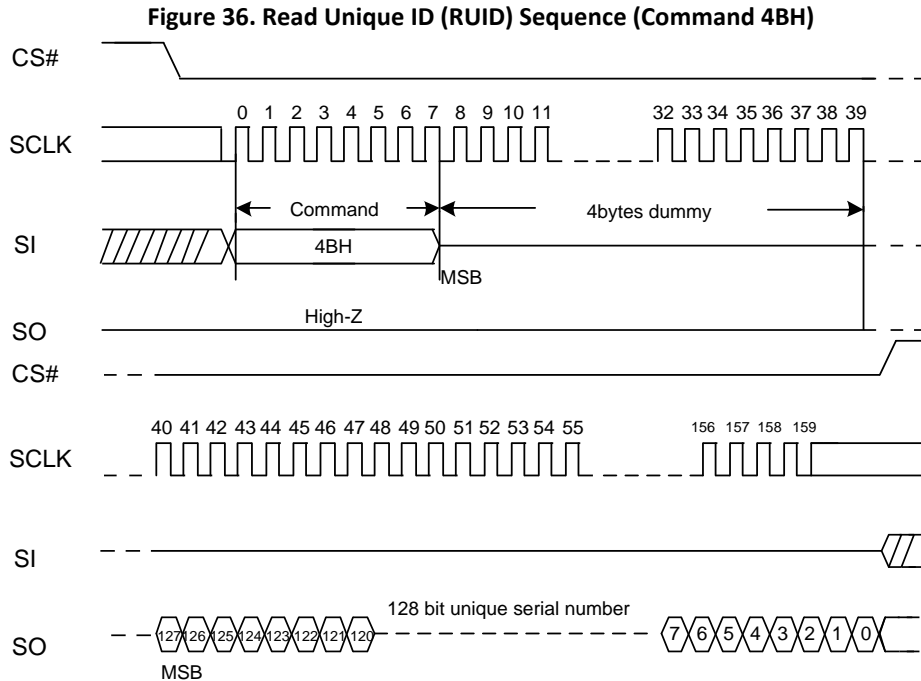 Figure 36. Read Unique ID (RUID) Sequence (Command 4BH)
CS#
0 1 2 3 4 5 6 7 8 9 10 11 32 33 34 35 36 37 38 39
SCLK
Command 4bytes dummy
SI 4BH
MSB
High-Z
SO
CS#
40 41 42 43 44 45 46 47 48 49 50 51 52 53 54 55 156 157 158 159
SCLK
SI
128 bit unique serial number
SO 127 126 125 124 123 122 121 120 7 6 5 4 3 2 1 0
MSB